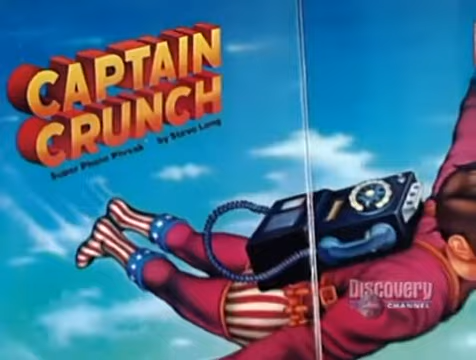 CAPTAIN
CRUNCH
Super Phone Phreak by Steve Long
Discovery
CHANNEL